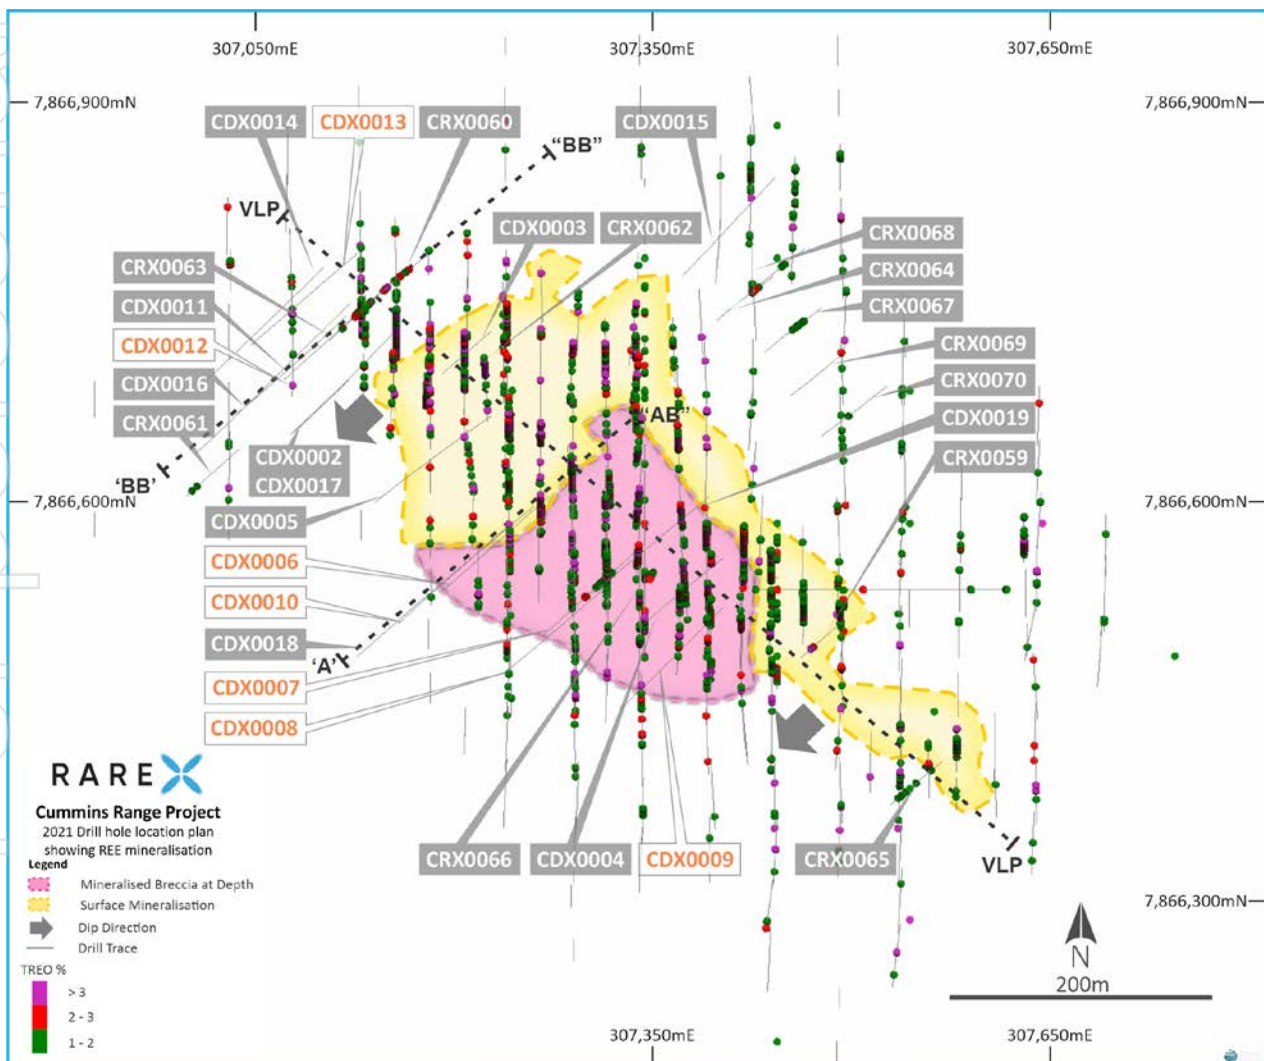 307,050mE
307,350mE
307,650mE
7,866,900mN
7,866,900mN
CDX0014
CDX0013
CRX0060
CDX0015
"BB"
VLP
CDX0003
CRX0062
CRX0068
CRX0063
CRX0064
CDX0011
CRX0067
CDX0012
CRX0069
CDX0016
CRX0070
CRX0061
"AB"
CDX0019
CDX0002
CDX0017
CRX0059
'BB'
7,866,600mN
7,866,600mN
CDX0005
CDX0006
CDX0010
CDX0018
'A'
CDX0007
CDX0008
RAREX
Cummins Range Project
2021 Drill hole location plan
showing REE mineralisation
Legend
Mineralised Breccia at Depth
Surface Mineralisation
Dip Direction
Drill Trace
TREO %
> 3
2 - 3
1 - 2
CRX0066
CDX0004
CDX0009
CRX0065
VLP
7,866,300mN
N
200m
307,350mE
307,650mE